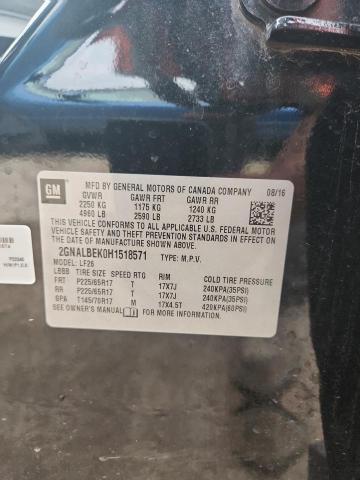 GM
MFD BY GENERAL MOTORS OF CANADA COMPANY 08/16
GVWR GAWR FRT GAWR RR
2250 KG 1175 KG 1240 KG
4960 LB 2590 LB 2733 LB
THIS VEHICLE CONFORMS TO ALL APPLICABLE U.S. FEDERAL MOTOR
VEHICLE SAFETY, BUMPER, AND THEFT PREVENTION STANDARDS IN EFFECT ON
THE DATE OF MANUFACTURE SHOWN ABOVE.
2GNALBEK0H1518571 TYPE: M.P.V.
MODEL: LF26
LBBB TIRE SIZE SPEED RTG RIM COLD TIRE PRESSURE
FRT P225/65R17 T 17X7J 240KPA(35PSI)
RR P225/65R17 T 17X7J 240KPA(35PSI)
SPA T145/70R17 M 17X4.5T 420KPA(60PSI)
SEE OWNER'S MANUAL FOR MORE INFORMATION.